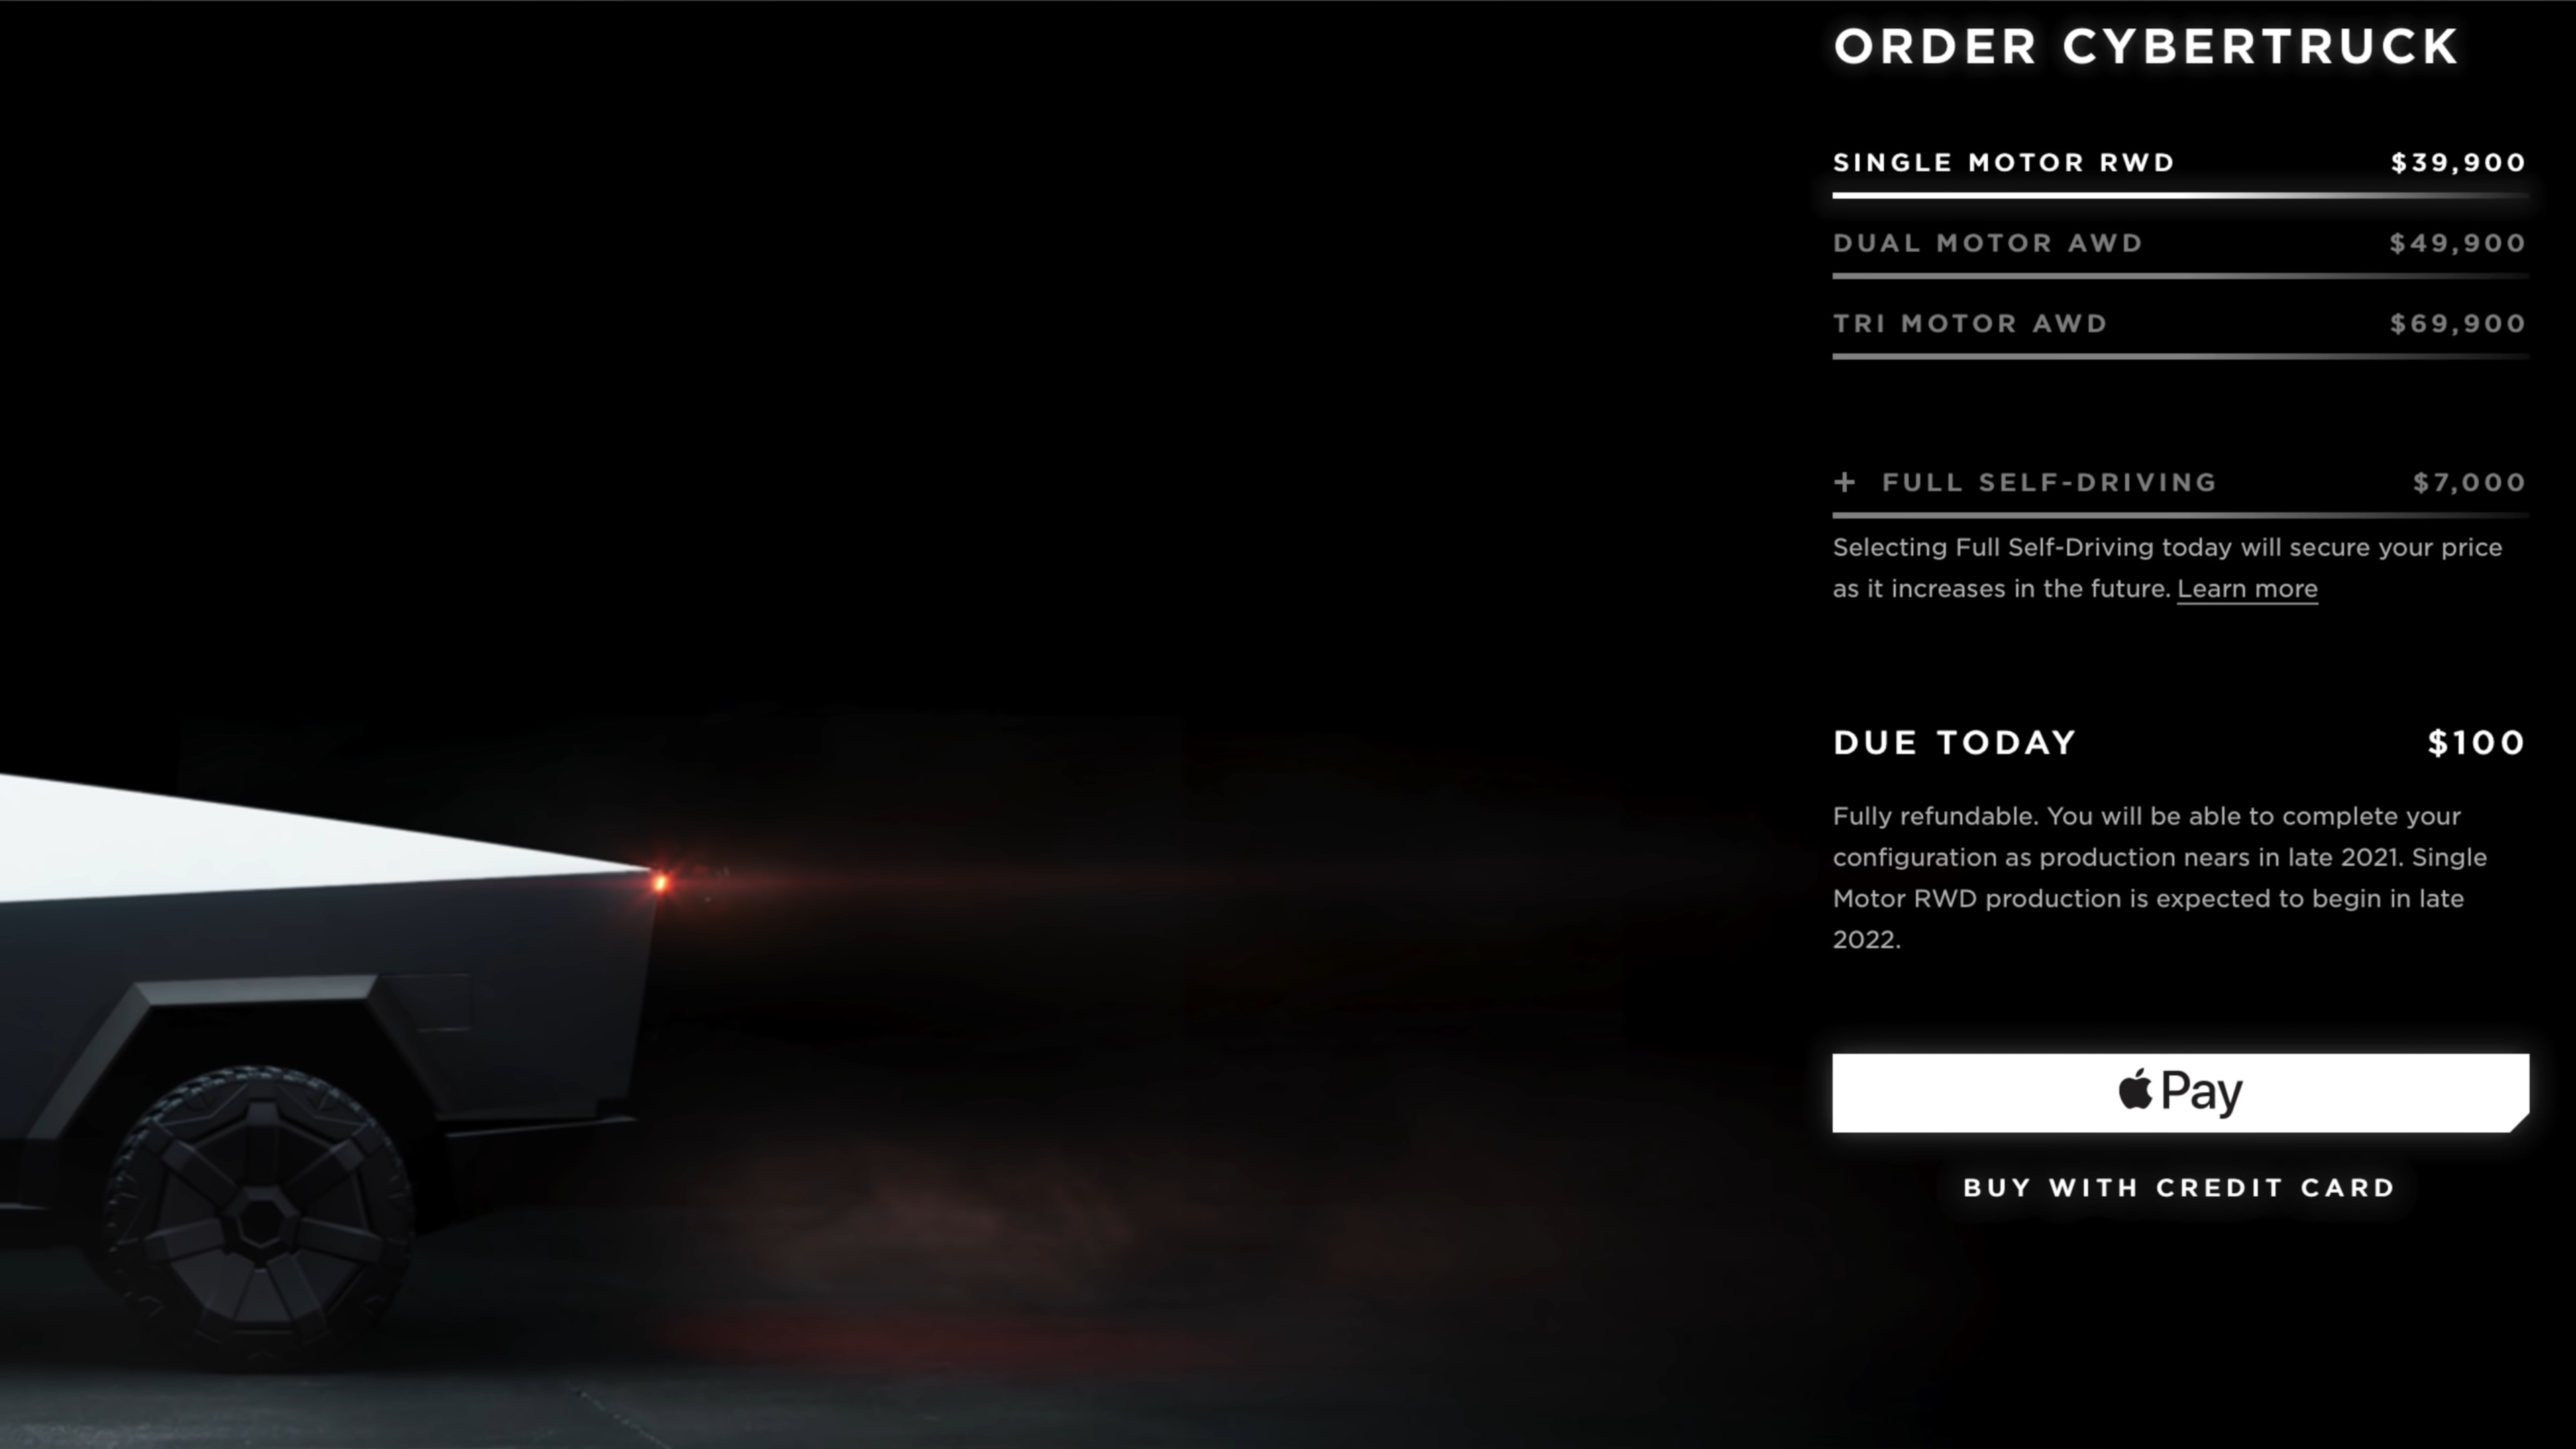 ORDER CYBERTRUCK
SINGLE MOTOR RWD $39,900
DUAL MOTOR AWD $49,900
TRI MOTOR AWD $69,900
+ FULL SELF-DRIVING $7,000
Selecting Full Self-Driving today will secure your price
as it increases in the future. Learn more
DUE TODAY $100
Fully refundable. You will be able to complete your
configuration as production nears in late 2021. Single
Motor RWD production is expected to begin in late
2022.
Pay
BUY WITH CREDIT CARD